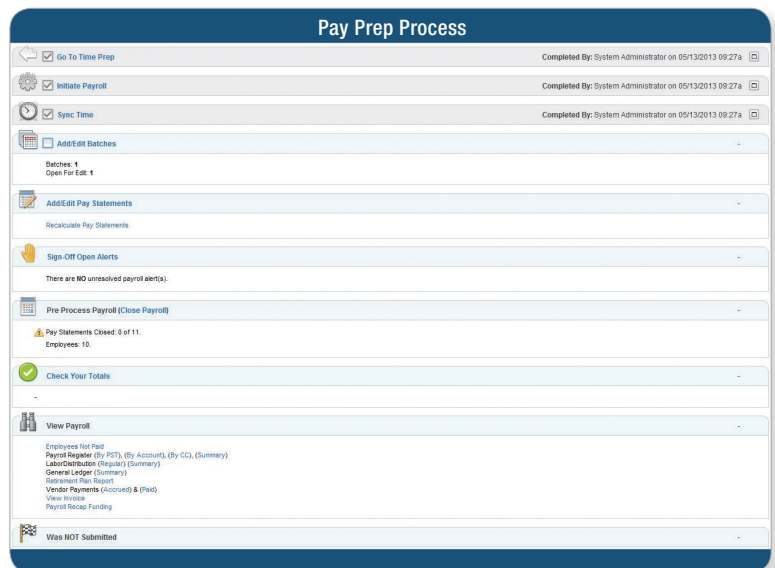 Pay Prep Process
Go To Time Prep Completed By: System Administrator on 05/13/2013 09:27a
Initiate Payroll Completed By: System Administrator on 05/13/2013 09:27a
Sync Time Completed By: System Administrator on 05/13/2013 09:27a
Add/Edit Batches -
Batches: 1
Open For Edit: 1
Add/Edit Pay Statements -
Recalculate Pay Statements
Sign-Off Open Alerts -
There are NO unresolved payroll alert(s).
Pre Process Payroll (Close Payroll) -
Pay Statements Closed: 0 of 11.
Employees: 10.
Check Your Totals -
-
View Payroll -
Employees Not Paid
Payroll Register (By PST), (By Account), (By CC), (Summary)
LaborDistribution (Regular) (Summary)
General Ledger (Summary)
Retirement Plan Report
Vendor Payments (Accrued) & (Paid)
View Invoice
Payroll Recap Funding
Was NOT Submitted -